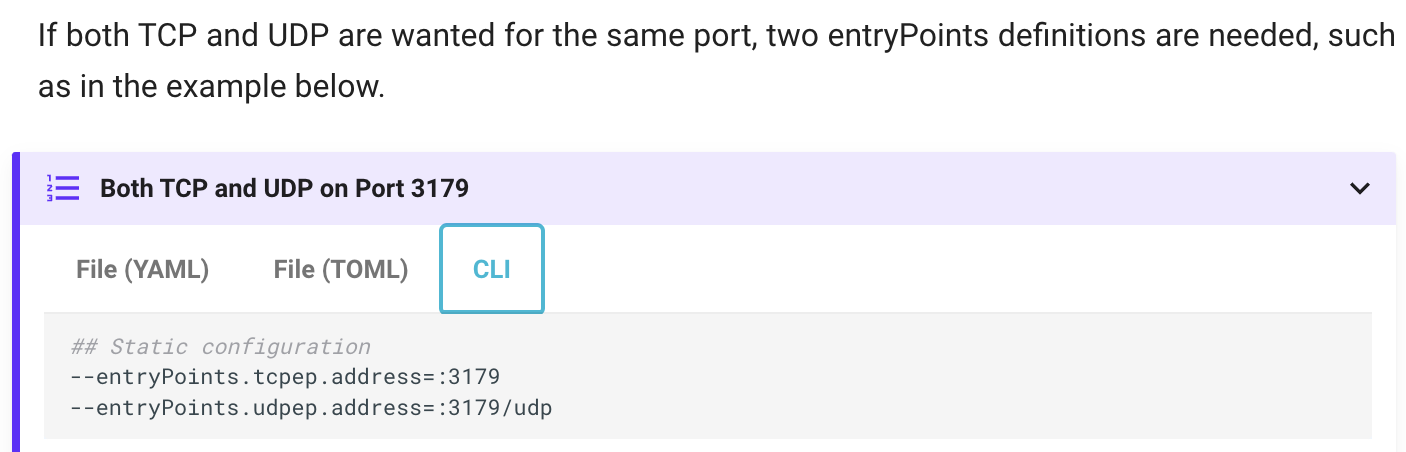 If both TCP and UDP are wanted for the same port, two entryPoints definitions are needed, such
as in the example below.
Both TCP and UDP on Port 3179
File (YAML) File (TOML) CLI
## Static configuration
--entryPoints.tcpep.address=:3179
--entryPoints.udpep.address=:3179/udp